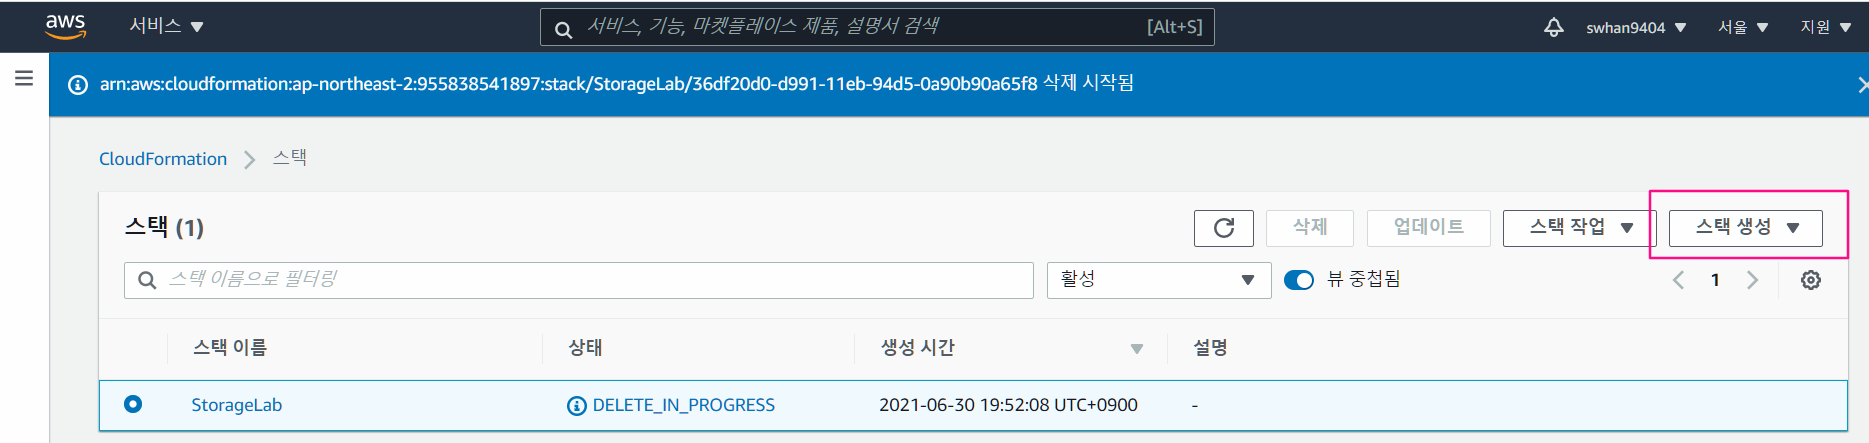 aws 서비스 서비스, 기능, 마켓플레이스 제품, 설명서 검색 [Alt+S] swhan9404 서울 지원
arn:aws:cloudformation:ap-northeast-2:955838541897:stack/StorageLab/36df20d0-d991-11eb-94d5-0a90b90a65f8 삭제 시작됨
CloudFormation 스택
스택 (1) 삭제 업데이트 스택 작업 스택 생성
스택 이름으로 필터링 활성 뷰 중첩됨 1
스택 이름 상태 생성 시간 설명
StorageLab DELETE_IN_PROGRESS 2021-06-30 19:52:08 UTC+0900 -